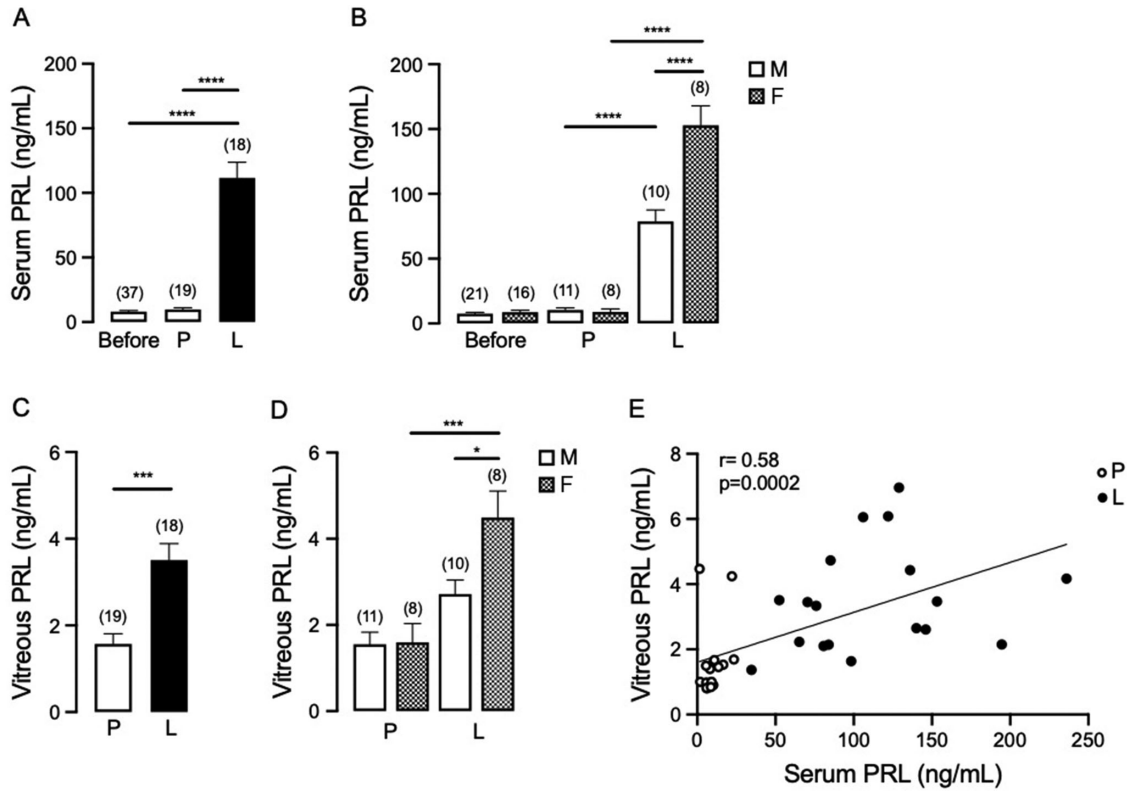 A
Serum PRL (ng/mL)
200
150
100
50
0
****
****
(37)
(19)
(18)
Before P L
B
Serum PRL (ng/mL)
200
150
100
50
0
****
****
****
(21)
(16)
(11)
(8)
(10)
(8)
Before P L
M
F
C
Vitreous PRL (ng/mL)
6
4
2
0
***
(19)
(18)
P L
D
Vitreous PRL (ng/mL)
6
4
2
0
***
*
(11)
(8)
(10)
(8)
P L
M
F
E
Vitreous PRL (ng/mL)
8
6
4
2
0
r= 0.58
p=0.0002
P
L
0 50 100 150 200 250
Serum PRL (ng/mL)